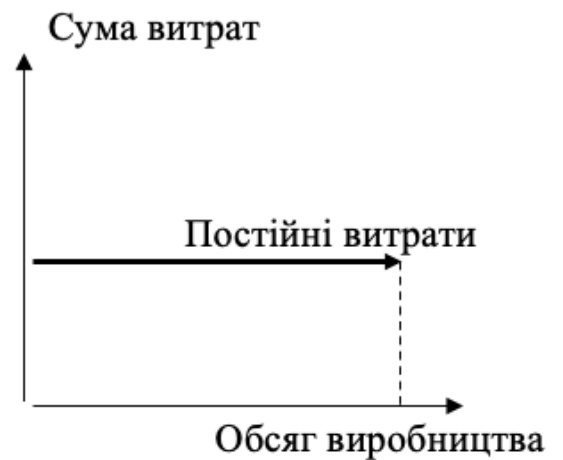 Сума витрат
Постійні витрати
Обсяг виробництва